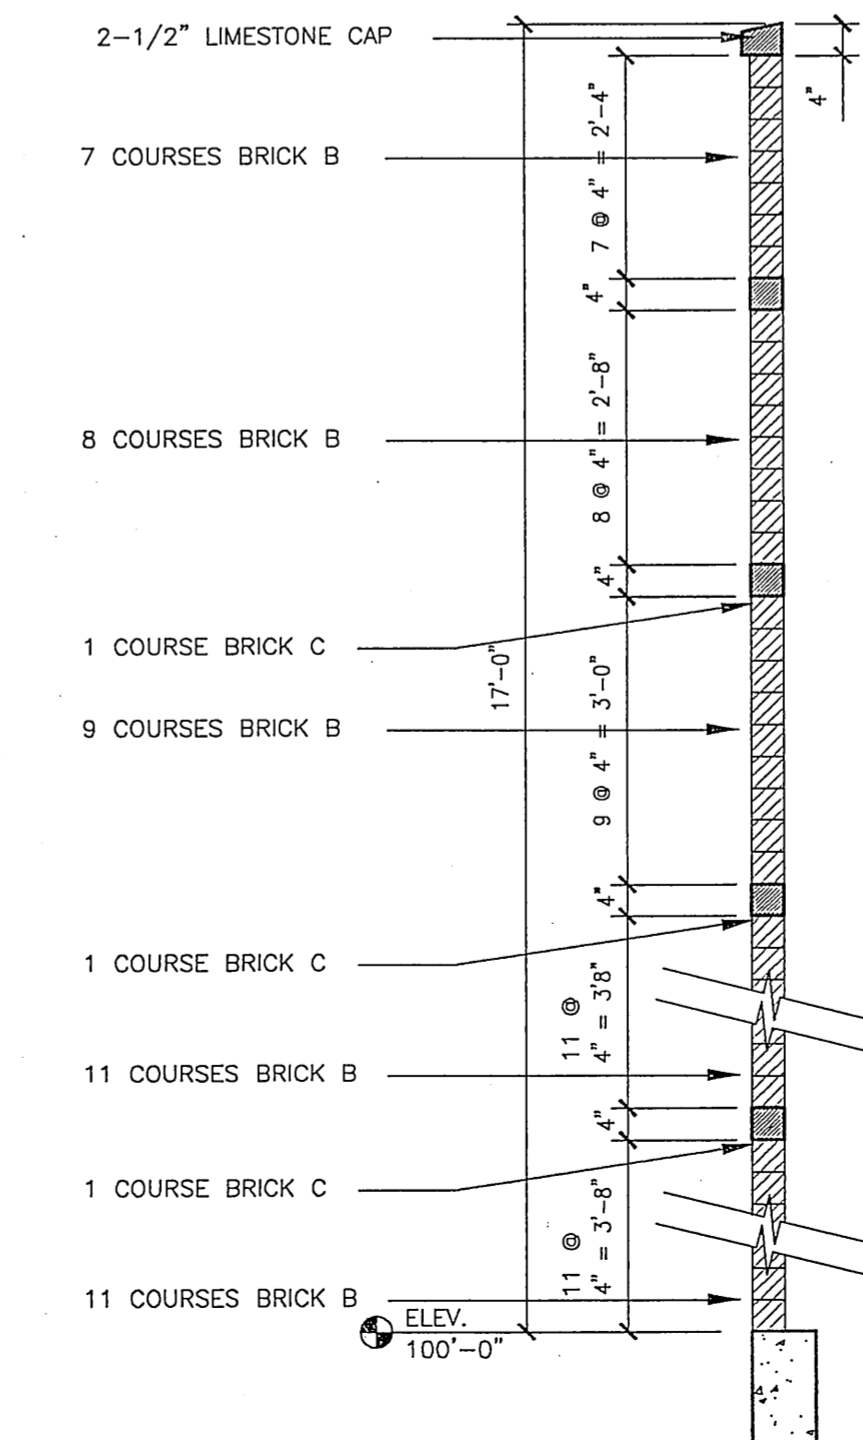 2-1/2" LIMESTONE CAP
4"
7 COURSES BRICK B
7 @ 4" = 2'-4"
4"
8 COURSES BRICK B
8 @ 4" = 2'-8"
4"
1 COURSE BRICK C
17'-0"
9 COURSES BRICK B
9 @ 4" = 3'-0"
4"
1 COURSE BRICK C
11 @
4" = 3'8"
11 COURSES BRICK B
4"
1 COURSE BRICK C
11 @
4" = 3'-8"
11 COURSES BRICK B
ELEV.
100'-0"